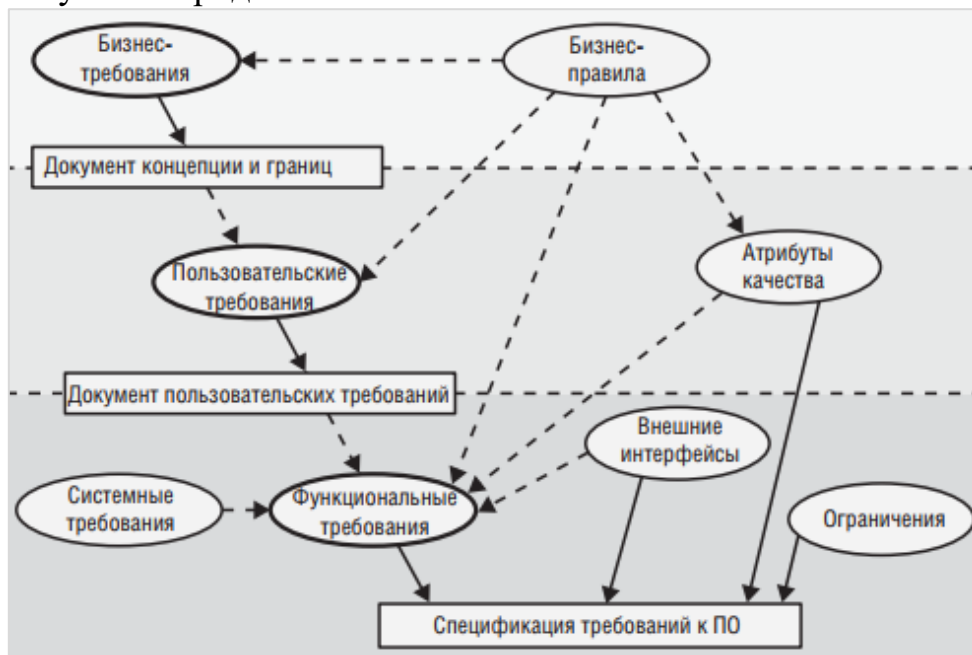 Бизнес-
требования
Бизнес-
правила
Документ концепции и границ
Пользовательские
требования
Атрибуты
качества
Документ пользовательских требований
Внешние
интерфейсы
Системные
требования
Функциональные
требования
Ограничения
Спецификация требований к ПО